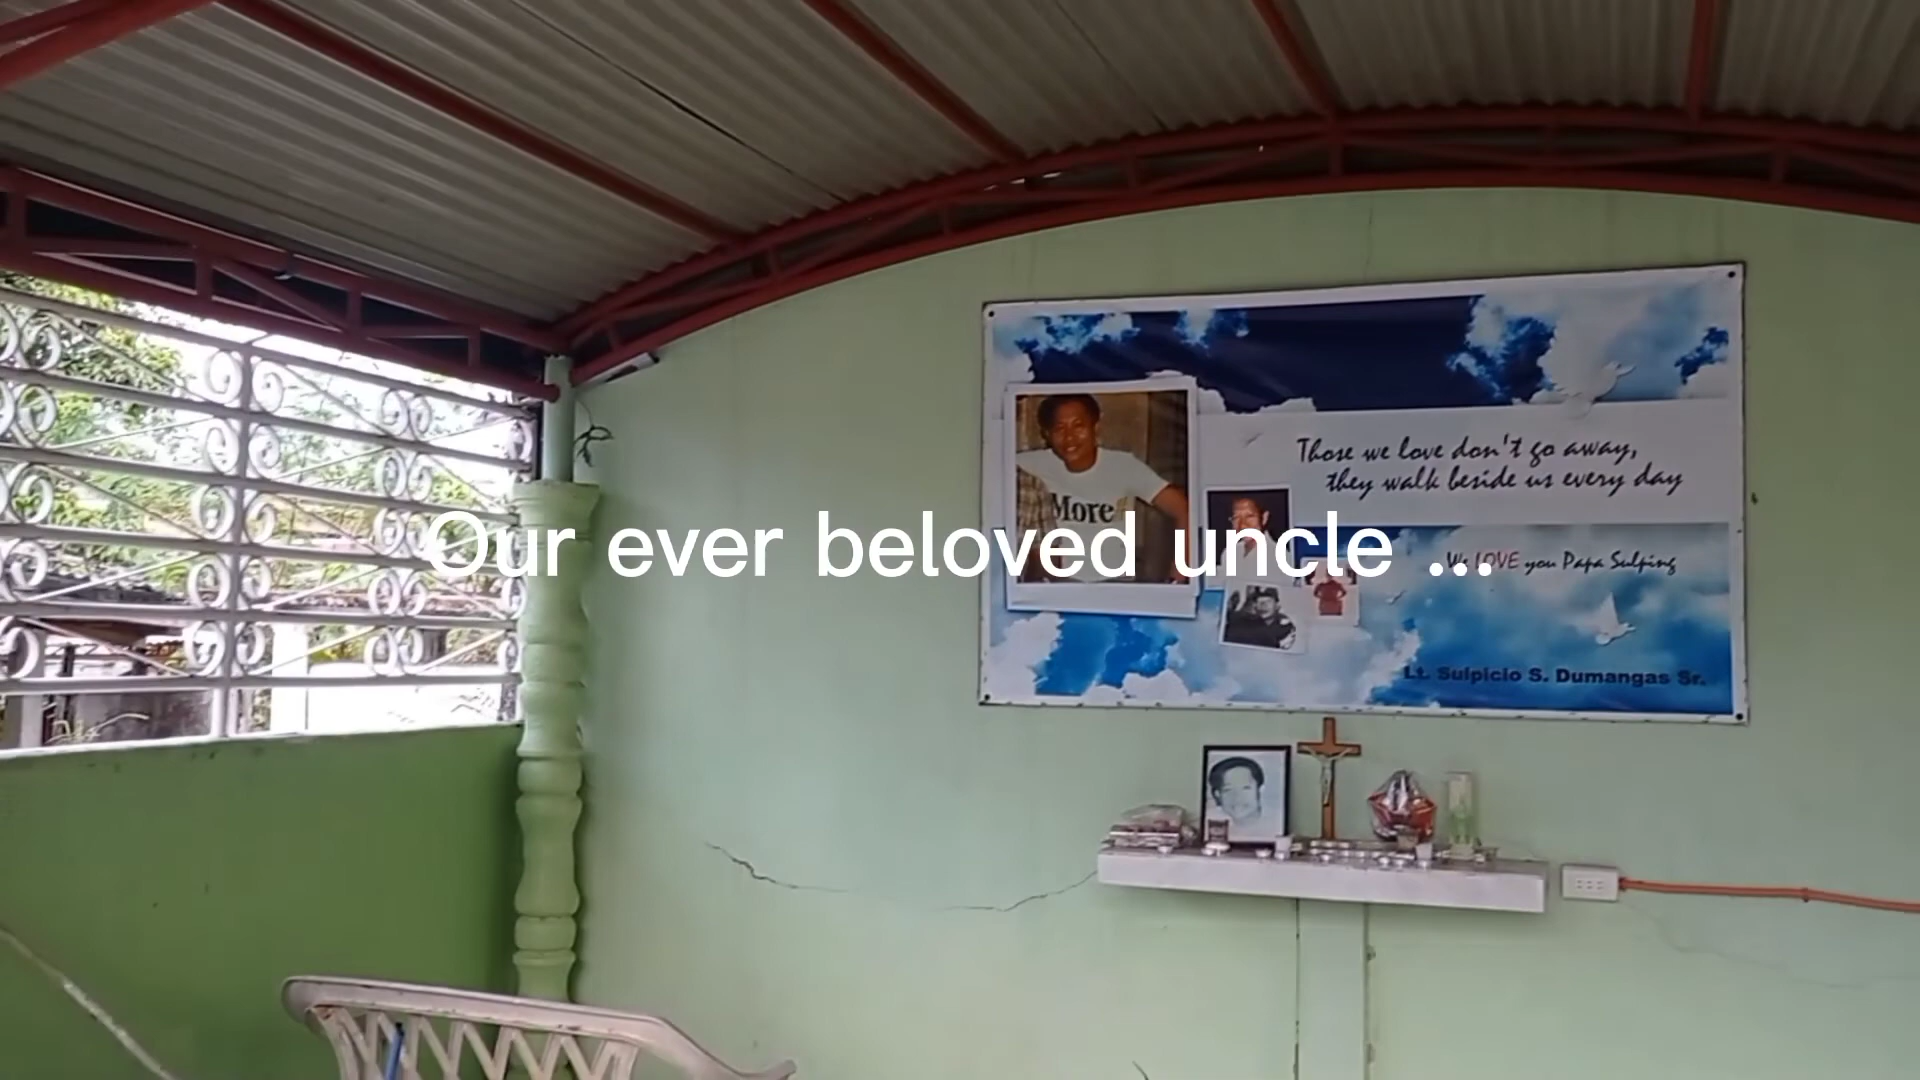 Those we love don't go away,
they walk beside us every day
More
Our ever beloved uncle ...
We LOVE you Papa Sulping
Lt. Sulpicio S. Dumangas Sr.